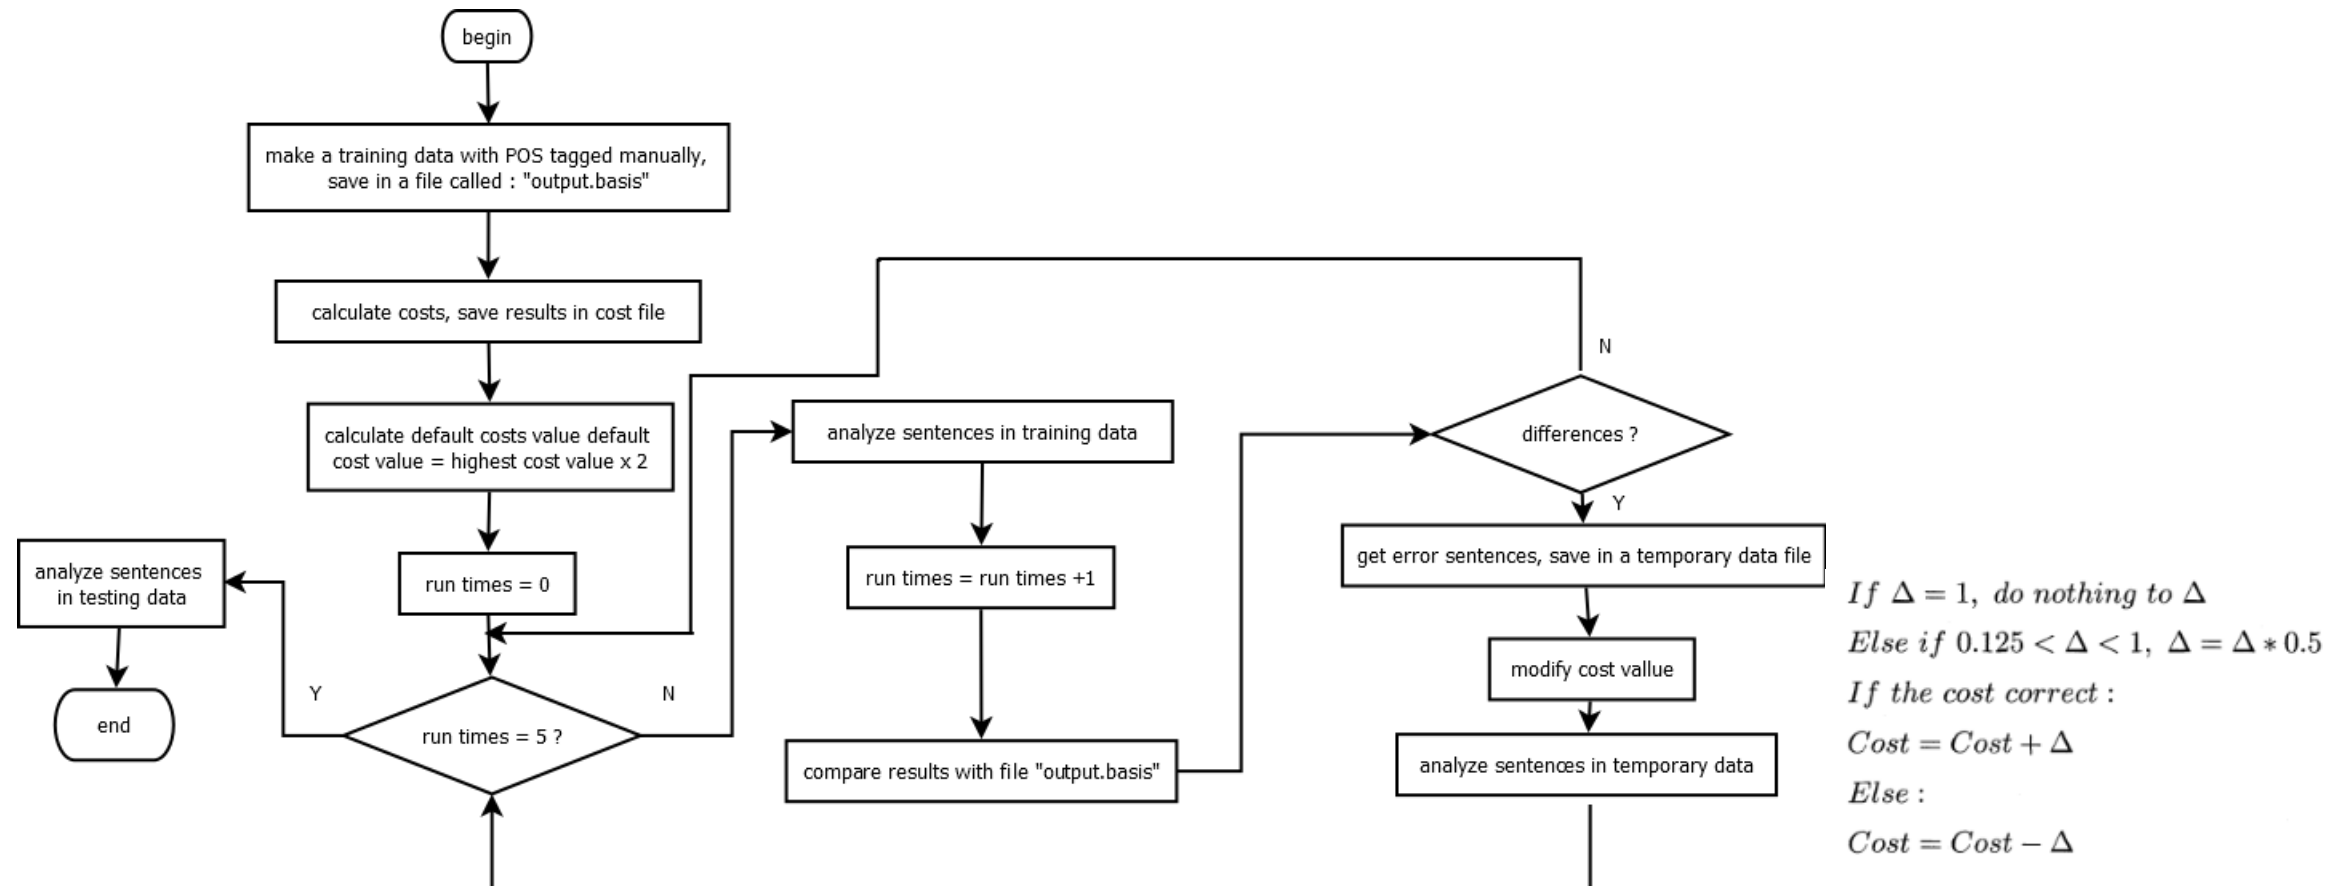 begin
make a training data with POS tagged manually,
save in a file called : "output.basis"
calculate costs, save results in cost file
calculate default costs value default
cost value = highest cost value x 2
run times = 0
run times = 5 ?
Y
N
analyze sentences
in testing data
end
analyze sentences in training data
run times = run times +1
compare results with file "output.basis"
differences ?
N
Y
get error sentences, save in a temporary data file
modify cost vallue
analyze sentences in temporary data
If Δ = 1, do nothing to Δ
Else if 0.125 < Δ < 1, Δ = Δ * 0.5
If the cost correct :
Cost = Cost + Δ
Else :
Cost = Cost − Δ